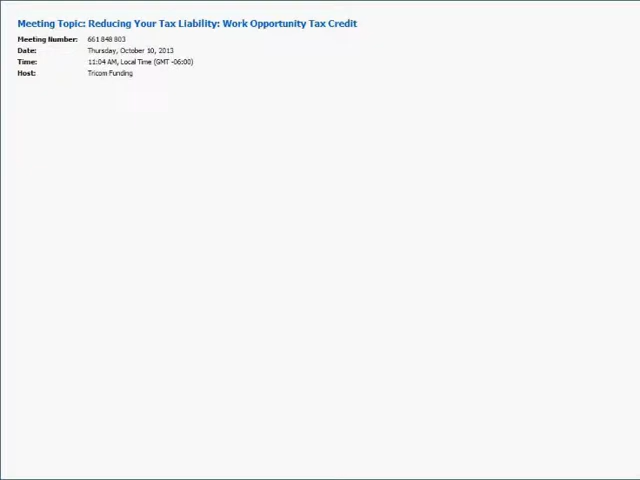 Meeting Topic: Reducing Your Tax Liability: Work Opportunity Tax Credit
Meeting Number: 661 848 803
Date: Thursday, October 10, 2013
Time: 11:04 AM, Local Time (GMT -06:00)
Host: Tricom Funding